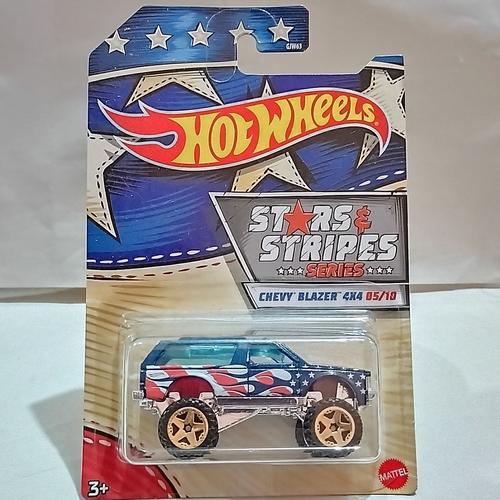 GJW63
HOT WHEELS
STARS &
STRIPES
SERIES
CHEVY BLAZER 4X4 05/10
3+
MATTEL